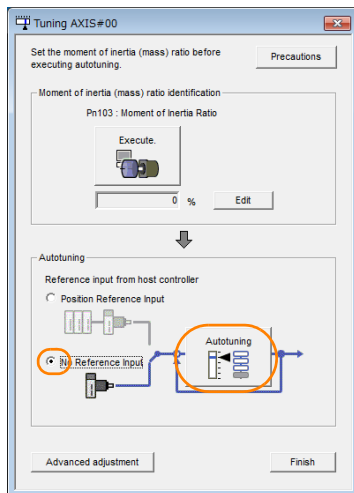 Tuning AXIS#00
Set the moment of inertia (mass) ratio before
executing autotuning.
Precautions
Moment of inertia (mass) ratio identification
Pn103 : Moment of Inertia Ratio
Execute.
0 %
Edit
Autotuning
Reference input from host controller
Position Reference Input
No Reference Input
Autotuning
Advanced adjustment
Finish